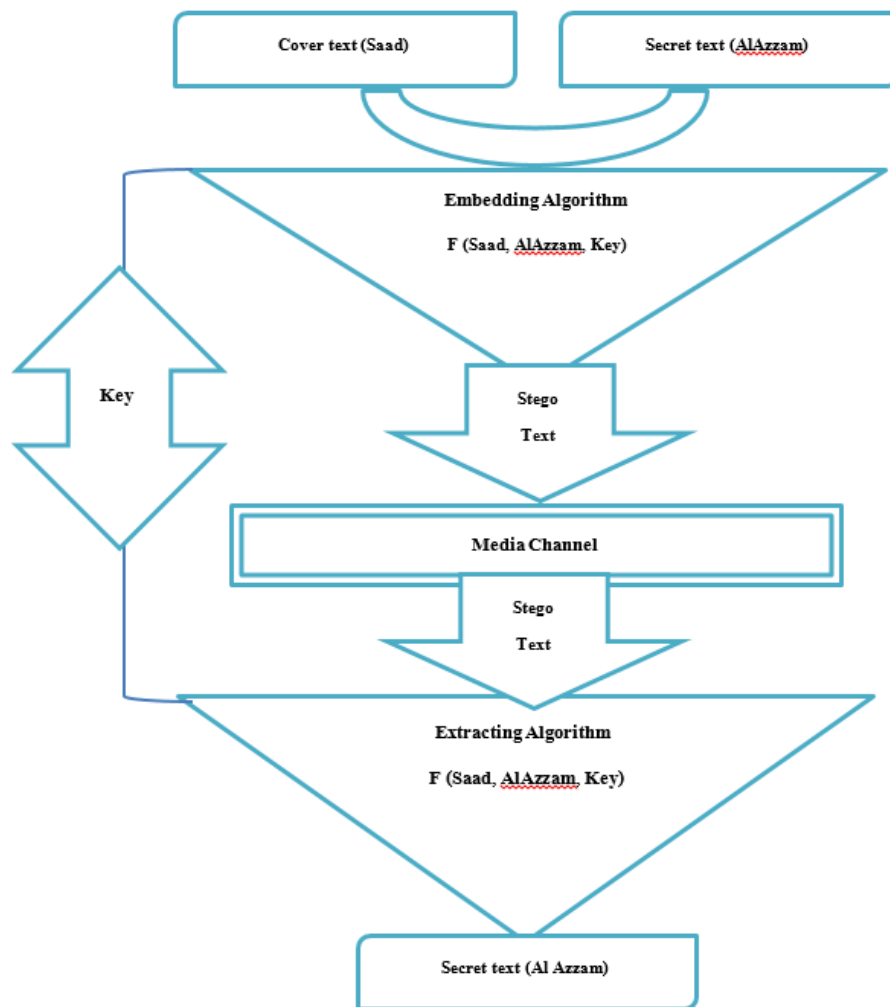 Cover text (Saad)
Secret text (AlAzzam)
Embedding Algorithm
F (Saad, AlAzzam, Key)
Key
Stego
Text
Media Channel
Stego
Text
Extracting Algorithm
F (Saad, AlAzzam, Key)
Secret text (Al Azzam)